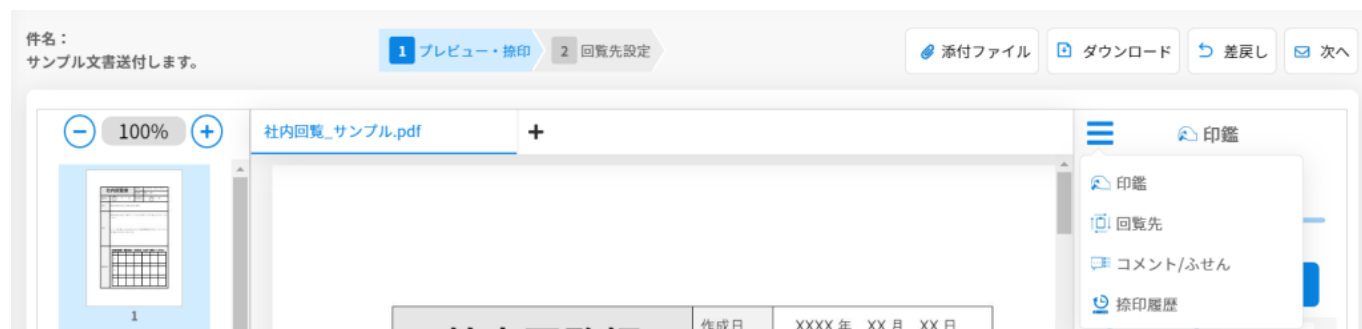 件名：
サンプル文書送付します。
1 プレビュー・捺印
2 回覧先設定
添付ファイル
ダウンロード
差戻し
次へ
100%
社内回覧_サンプル.pdf
印鑑
印鑑
回覧先
コメント/ふせん
捺印履歴
1
作成日 XXXX 年 XX 月 XX 日